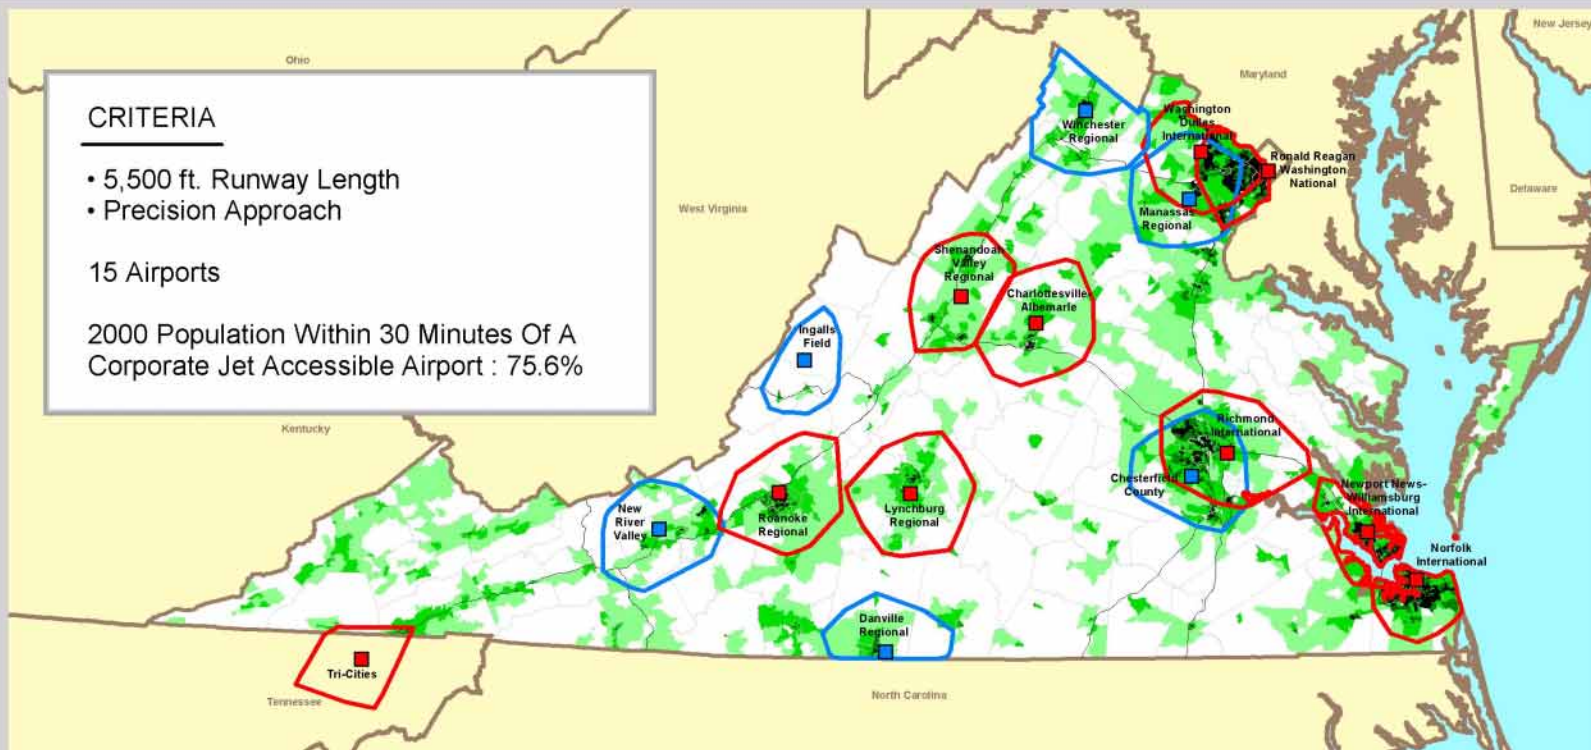 CRITERIA
• 5,500 ft. Runway Length
• Precision Approach
15 Airports
2000 Population Within 30 Minutes Of A
Corporate Jet Accessible Airport : 75.6%
Ohio
New Jersey
Maryland
Delaware
West Virginia
Kentucky
Tennessee
North Carolina
Winchester
Regional
Washington
Dulles
International
Ronald Reagan
Washington
National
Manassas
Regional
Shenandoah
Valley
Regional
Charlottesville-
Albemarle
Ingalls
Field
Richmond
International
Chesterfield
County
Newport News-
Williamsburg
International
Norfolk
International
New
River
Valley
Roanoke
Regional
Lynchburg
Regional
Danville
Regional
Tri-Cities